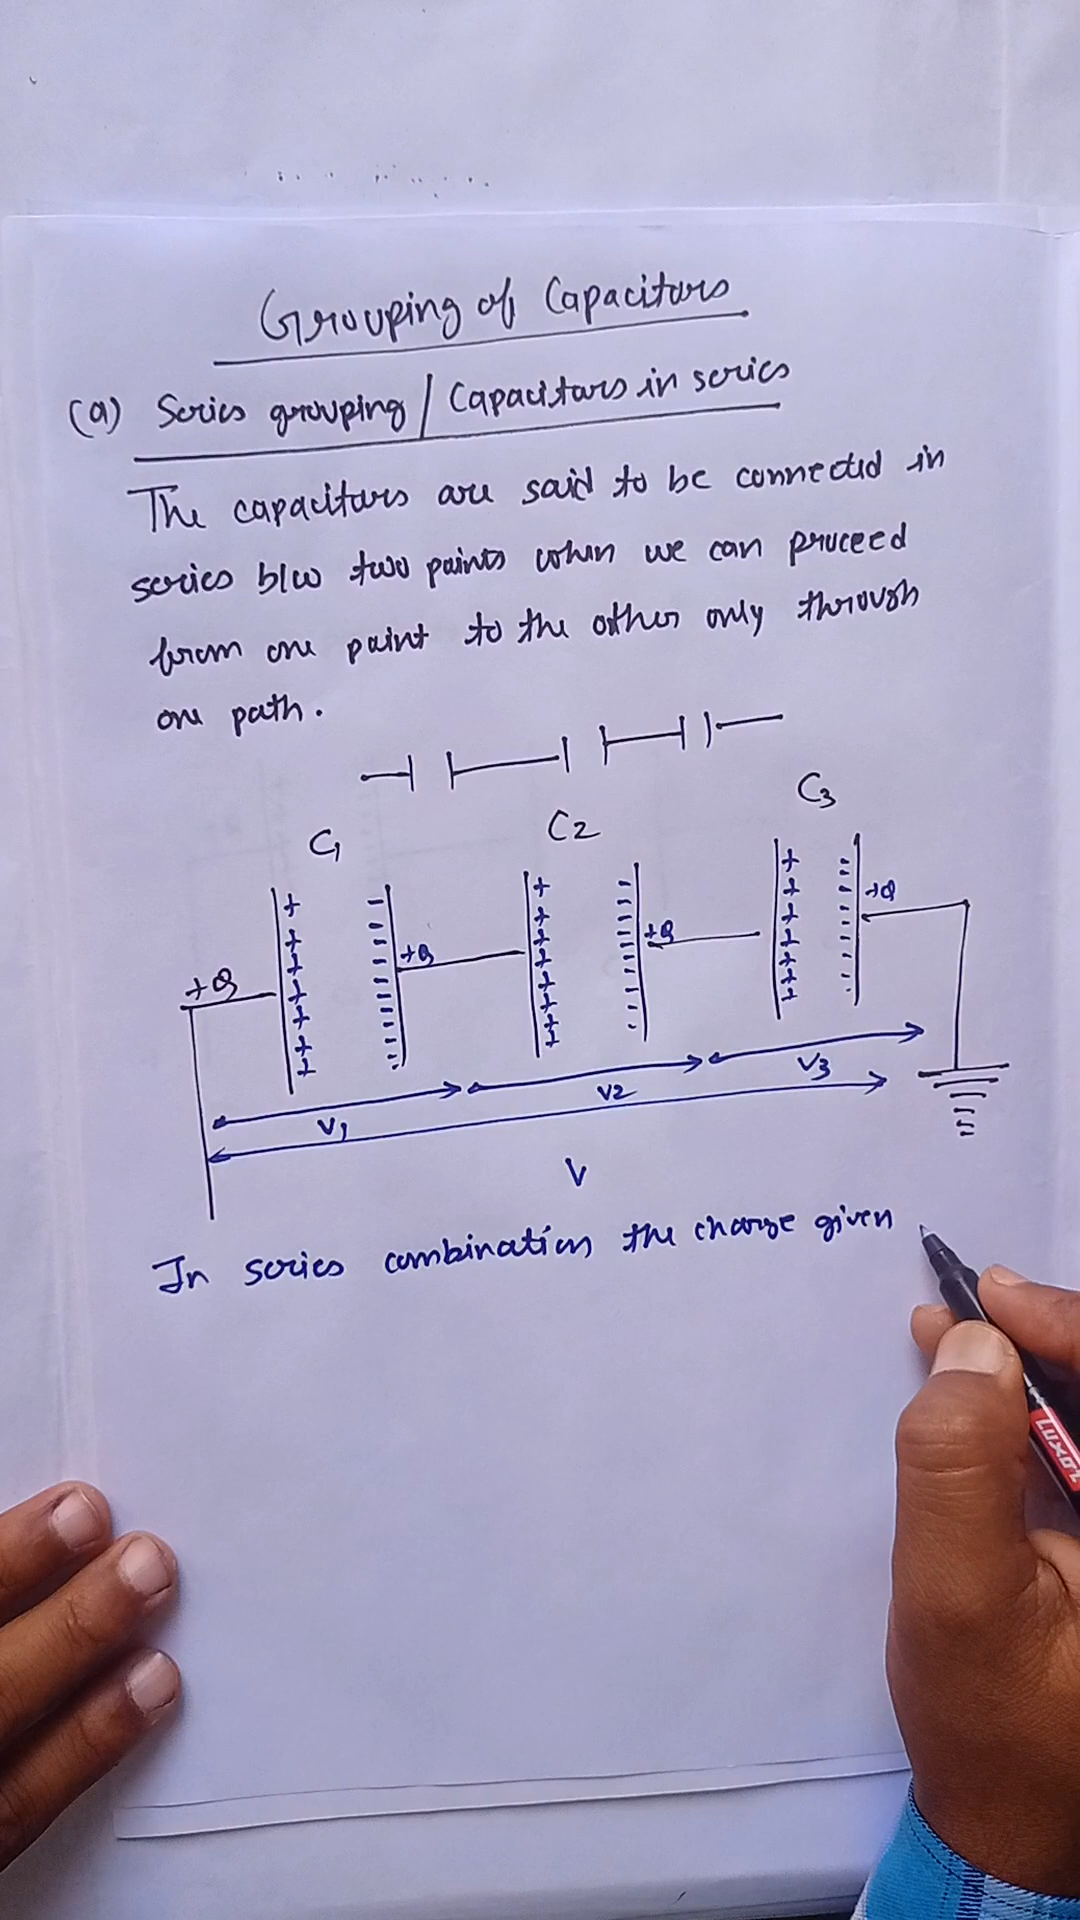 Grouping of Capacitors
(a) Series grouping / Capacitors in series
The capacitors are said to be connected in
series b/w two points when we can proceed
from one point to the other only through
one path.
C1 C2 C3
+Q +Q +Q +Q
V1 V2 V3
V
In series combination the charge given
LUXOR